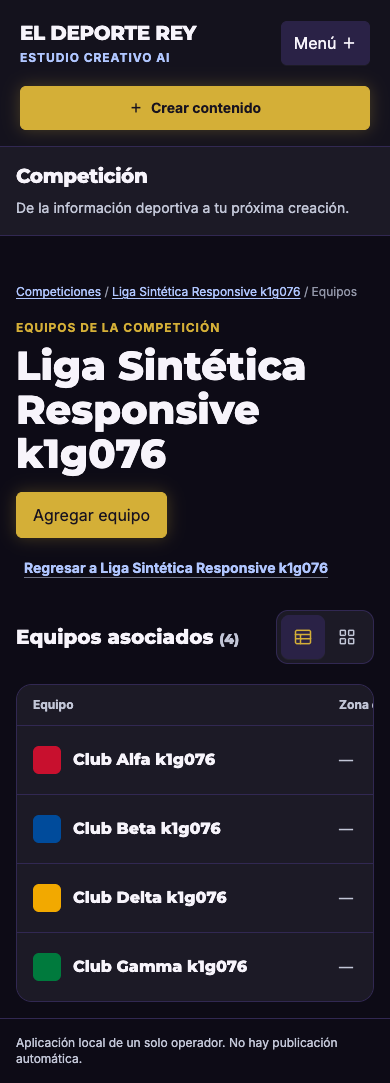 EL DEPORTE REY
ESTUDIO CREATIVO AI
Menú +
+ Crear contenido
Competición
De la información deportiva a tu próxima creación.
Competiciones / Liga Sintética Responsive k1g076 / Equipos
EQUIPOS DE LA COMPETICIÓN
Liga Sintética
Responsive
k1g076
Agregar equipo
Regresar a Liga Sintética Responsive k1g076
Equipos asociados (4)
Equipo Zona
Club Alfa k1g076 —
Club Beta k1g076 —
Club Delta k1g076 —
Club Gamma k1g076 —
Aplicación local de un solo operador. No hay publicación
automática.